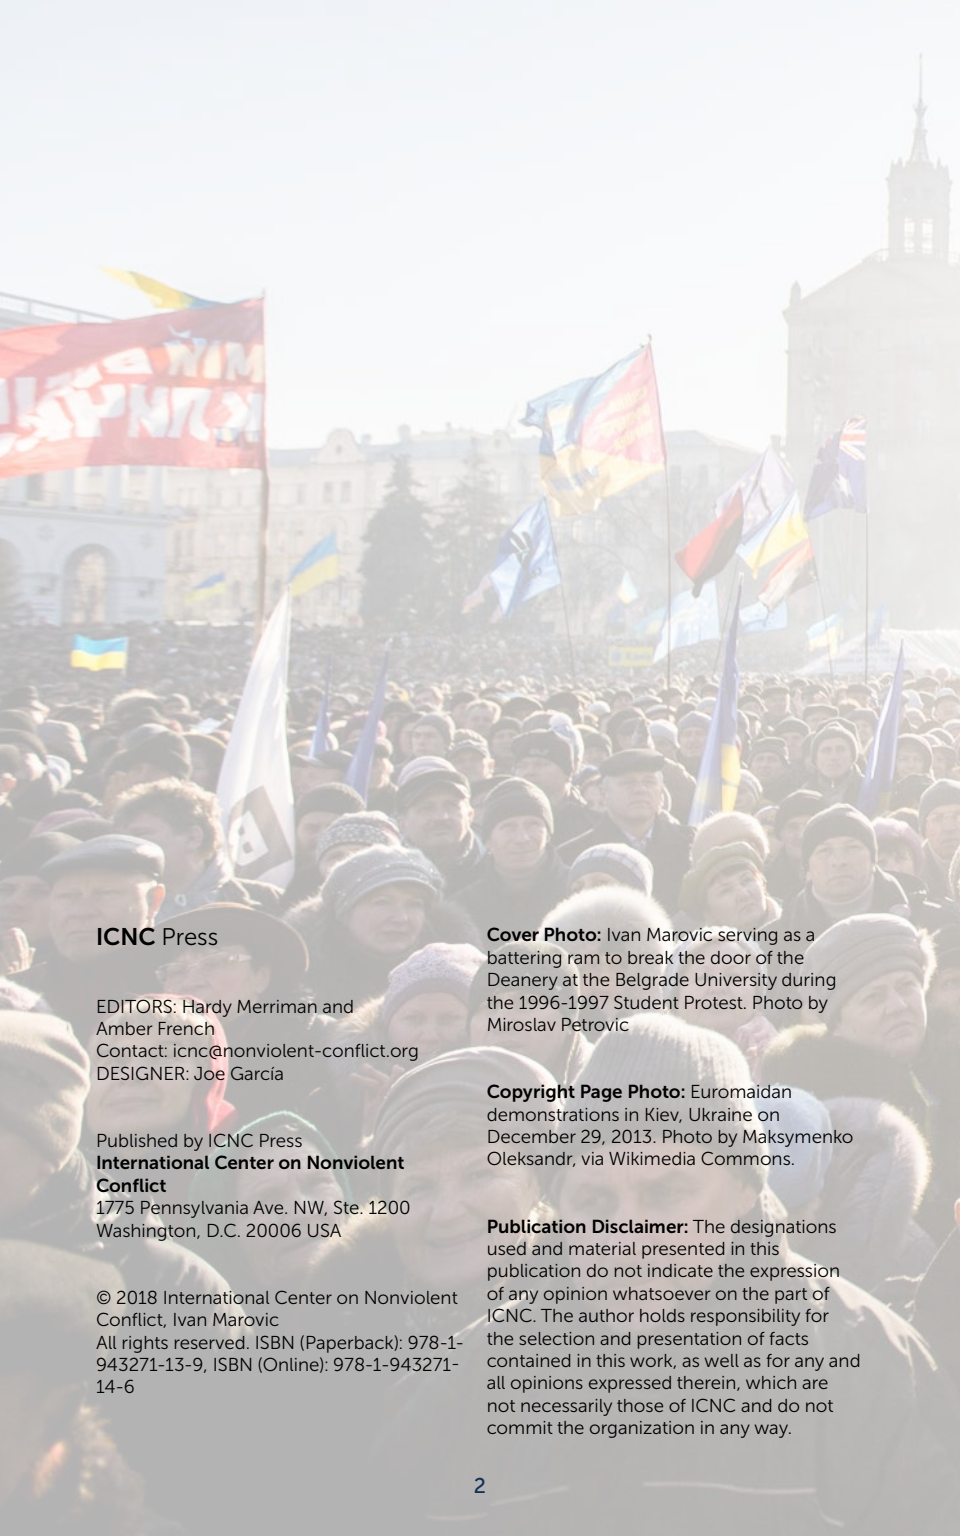 ICNC Press
EDITORS: Hardy Merriman and
Amber French
Contact: icnc@nonviolent-conflict.org
DESIGNER: Joe García
Published by ICNC Press
International Center on Nonviolent
Conflict
1775 Pennsylvania Ave. NW, Ste. 1200
Washington, D.C. 20006 USA
© 2018 International Center on Nonviolent
Conflict, Ivan Marovic
All rights reserved. ISBN (Paperback): 978-1-
943271-13-9, ISBN (Online): 978-1-943271-
14-6
Cover Photo: Ivan Marovic serving as a
battering ram to break the door of the
Deanery at the Belgrade University during
the 1996-1997 Student Protest. Photo by
Miroslav Petrovic
Copyright Page Photo: Euromaidan
demonstrations in Kiev, Ukraine on
December 29, 2013. Photo by Maksymenko
Oleksandr, via Wikimedia Commons.
Publication Disclaimer: The designations
used and material presented in this
publication do not indicate the expression
of any opinion whatsoever on the part of
ICNC. The author holds responsibility for
the selection and presentation of facts
contained in this work, as well as for any and
all opinions expressed therein, which are
not necessarily those of ICNC and do not
commit the organization in any way.
2